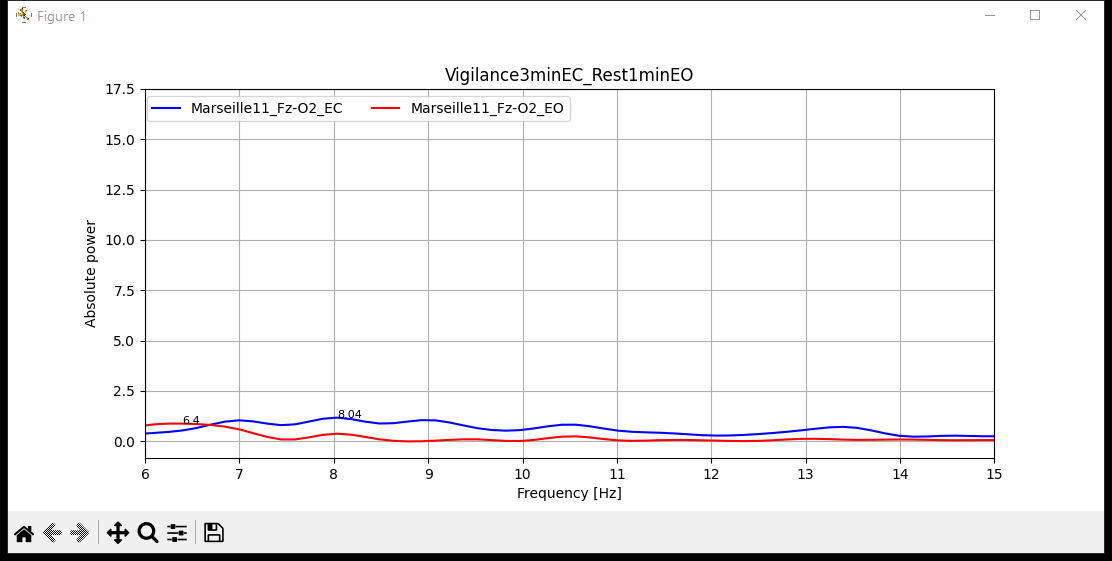 Figure 1
Vigilance3minEC_Rest1minEO
Marseille11_Fz-O2_EC Marseille11_Fz-O2_EO
17.5
15.0
12.5
10.0
7.5
5.0
2.5
0.0
Absolute power
6.4
8.04
6 7 8 9 10 11 12 13 14 15
Frequency [Hz]